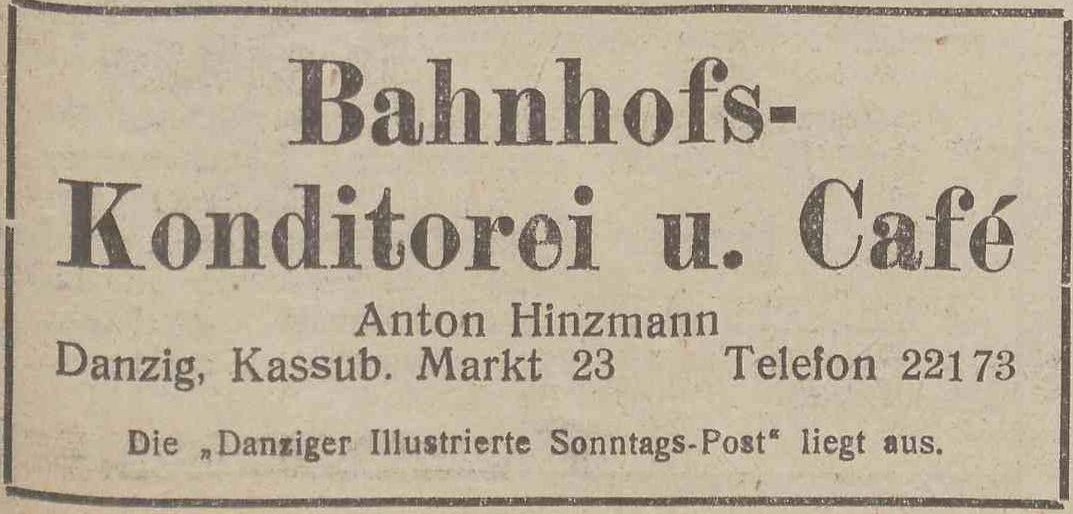 Bahnhofs-
Konditorei u. Café
Anton Hinzmann
Danzig, Kassub. Markt 23 Telefon 22173
Die „Danziger Illustrierte Sonntags-Post“ liegt aus.